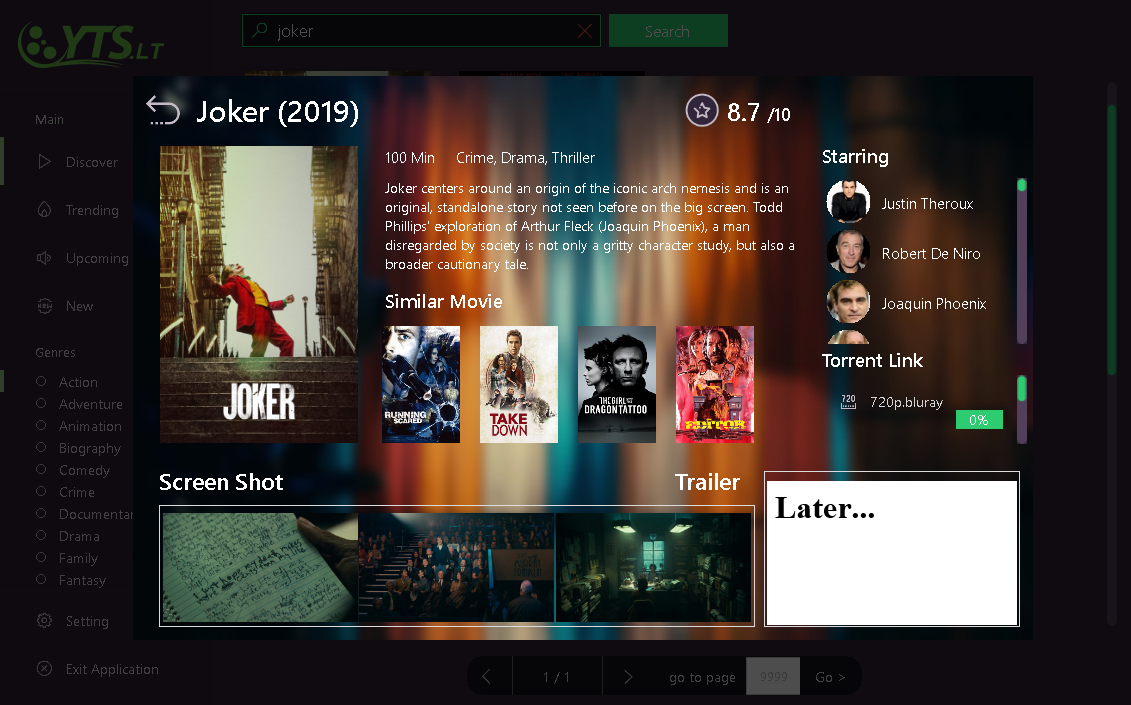 YTS.LT
joker
Search
Joker (2019)
8.7 /10
Main
Discover
Trending
Upcoming
New
Genres
Action
Adventure
Animation
Biography
Comedy
Crime
Documentar
Drama
Family
Fantasy
Setting
Exit Application
JOKER
100 Min Crime, Drama, Thriller
Joker centers around an origin of the iconic arch nemesis and is an
original, standalone story not seen before on the big screen. Todd
Phillips' exploration of Arthur Fleck (Joaquin Phoenix), a man
disregarded by society is not only a gritty character study, but also a
broader cautionary tale.
Similar Movie
RUNNING
SCARED
TAKE
DOWN
THE GIRL WITH THE
DRAGON TATTOO
EDITOR
Starring
Justin Theroux
Robert De Niro
Joaquin Phoenix
Torrent Link
720 720p.bluray
0%
Screen Shot
Trailer
Later...
1 / 1
go to page
9999
Go >